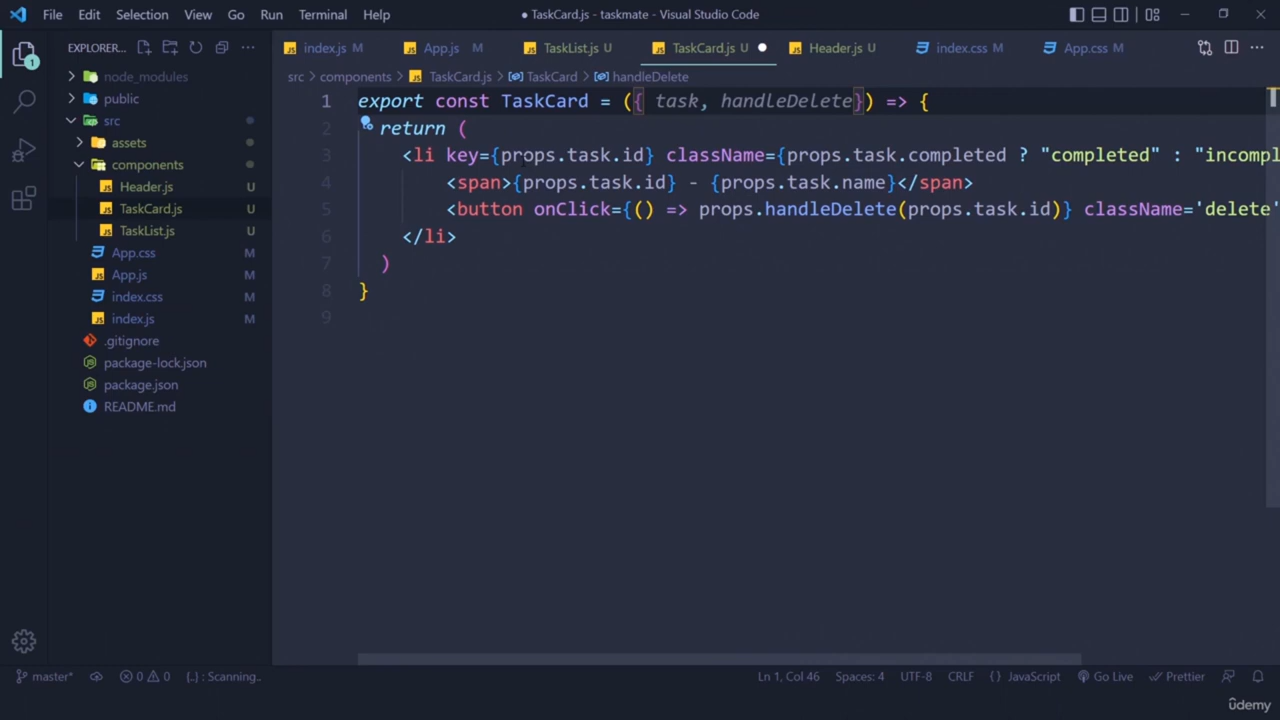 File Edit Selection View Go Run Terminal Help
● TaskCard.js - taskmate - Visual Studio Code
EXPLORER...
1
index.js M App.js M TaskList.js U TaskCard.js U Header.js U index.css M App.css M
src > components > TaskCard.js > TaskCard > handleDelete
node_modules
public
src
assets
components
Header.js U
TaskCard.js U
TaskList.js U
App.css M
App.js M
index.css M
index.js M
.gitignore
package-lock.json
package.json
README.md
1 export const TaskCard = ({ task, handleDelete}) => {
2 return (
3 <li key={props.task.id} className={props.task.completed ? "completed" : "incompl
4 <span>{props.task.id} - {props.task.name}</span>
5 <button onClick={() => props.handleDelete(props.task.id)} className='delete'
6 </li>
7 )
8 }
9
master* 0 0 {..} : Scanning.. Ln 1, Col 46 Spaces: 4 UTF-8 CRLF {} JavaScript Go Live Prettier
ûdemy